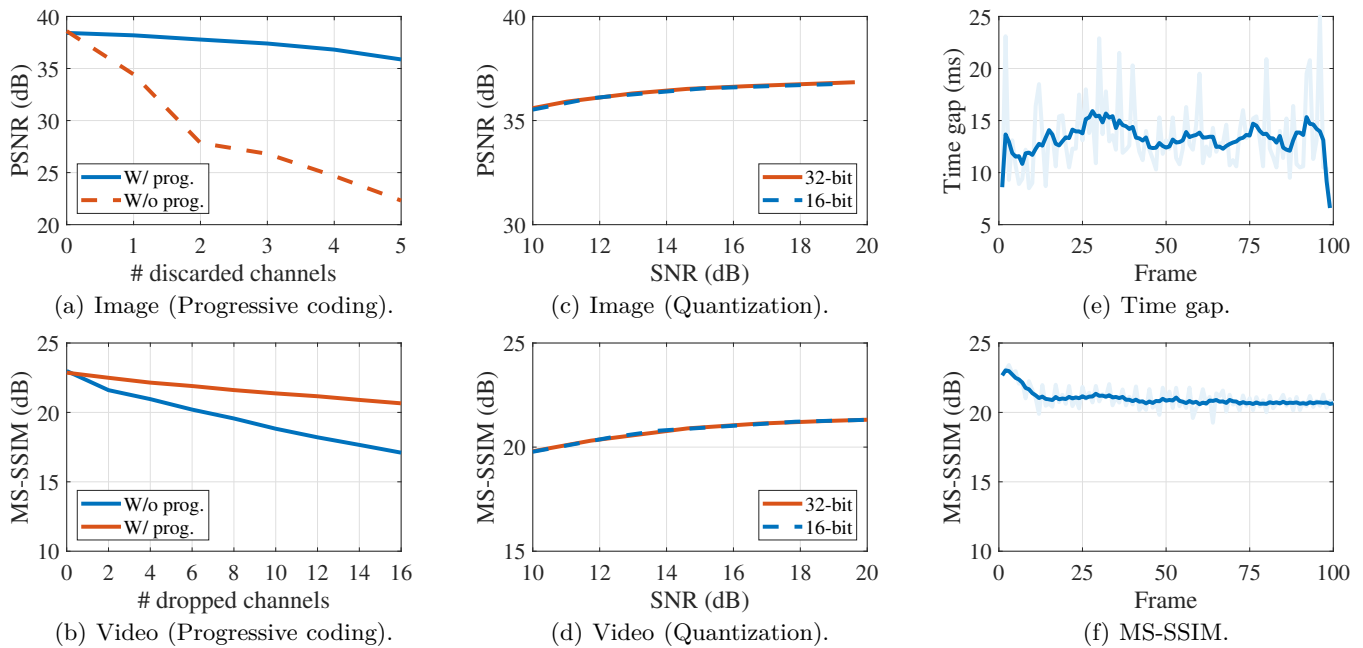 40
35
30
25
20
PSNR (dB)
W/ prog.
W/o prog.
0 1 2 3 4 5
# discarded channels
(a) Image (Progressive coding).
40
35
30
PSNR (dB)
32-bit
16-bit
10 12 14 16 18 20
SNR (dB)
(c) Image (Quantization).
25
20
15
10
5
Time gap (ms)
0 25 50 75 100
Frame
(e) Time gap.
25
20
15
10
MS-SSIM (dB)
W/o prog.
W/ prog.
0 2 4 6 8 10 12 14 16
# dropped channels
(b) Video (Progressive coding).
25
20
15
MS-SSIM (dB)
32-bit
16-bit
10 12 14 16 18 20
SNR (dB)
(d) Video (Quantization).
25
20
15
10
MS-SSIM (dB)
0 25 50 75 100
Frame
(f) MS-SSIM.